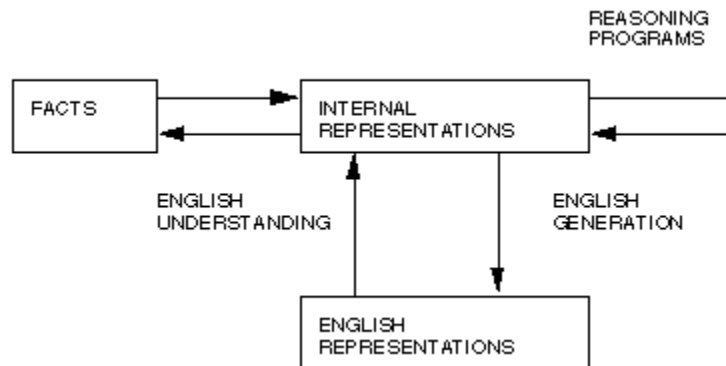 REASONING
PROGRAMS
FACTS
INTERNAL
REPRESENTATIONS
ENGLISH
UNDERSTANDING
ENGLISH
GENERATION
ENGLISH
REPRESENTATIONS